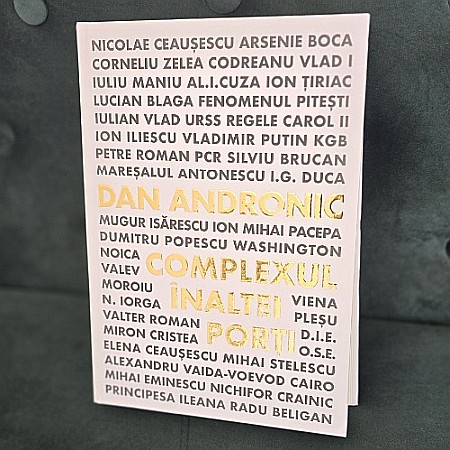 NICOLAE CEAUȘESCU ARSENIE BOCA
CORNELIU ZELEA CODREANU VLAD I
IULIU MANIU AL.I.CUZA ION ȚIRIAC
LUCIAN BLAGA FENOMENUL PITEȘTI
IULIAN VLAD URSS REGELE CAROL II
ION ILIESCU VLADIMIR PUTIN KGB
PETRE ROMAN PCR SILVIU BRUCAN
MAREȘALUL ANTONESCU I.G. DUCA
DAN ANDRONIC
MUGUR ISĂRESCU ION MIHAI PACEPA
DUMITRU POPESCU WASHINGTON
NOICA COMPLEXUL
VALEV
MOROIU ÎNALTEI VIENA
N. IORGA PLEȘU
VALTER ROMAN PORȚI D.I.E.
MIRON CRISTEA O.S.E.
ELENA CEAUȘESCU MIHAI STELESCU
ALEXANDRU VAIDA-VOEVOD CAIRO
MIHAI EMINESCU NICHIFOR CRAINIC
PRINCIPESA ILEANA RADU BELIGAN